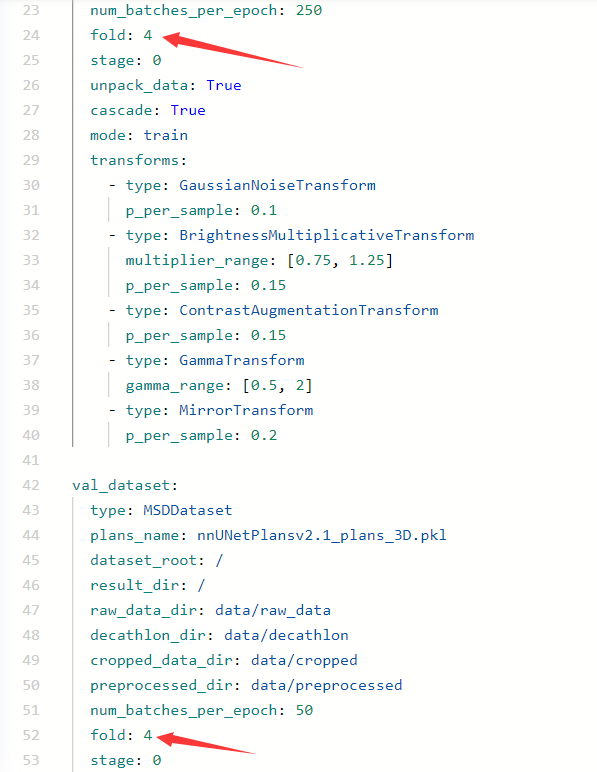 23 num_batches_per_epoch: 250
24 fold: 4
25 stage: 0
26 unpack_data: True
27 cascade: True
28 mode: train
29 transforms:
30 - type: GaussianNoiseTransform
31 p_per_sample: 0.1
32 - type: BrightnessMultiplicativeTransform
33 multiplier_range: [0.75, 1.25]
34 p_per_sample: 0.15
35 - type: ContrastAugmentationTransform
36 p_per_sample: 0.15
37 - type: GammaTransform
38 gamma_range: [0.5, 2]
39 - type: MirrorTransform
40 p_per_sample: 0.2
41
42 val_dataset:
43 type: MSDDataset
44 plans_name: nnUNetPlansv2.1_plans_3D.pkl
45 dataset_root: /
46 result_dir: /
47 raw_data_dir: data/raw_data
48 decathlon_dir: data/decathlon
49 cropped_data_dir: data/cropped
50 preprocessed_dir: data/preprocessed
51 num_batches_per_epoch: 50
52 fold: 4
53 stage: 0